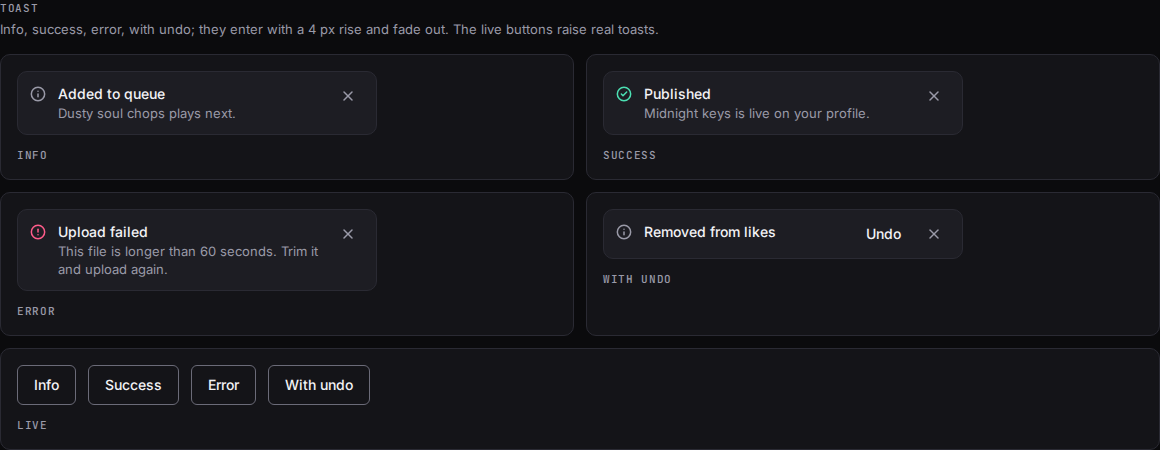 TOAST
Info, success, error, with undo; they enter with a 4 px rise and fade out. The live buttons raise real toasts.
Added to queue
Dusty soul chops plays next.
INFO
Published
Midnight keys is live on your profile.
SUCCESS
Upload failed
This file is longer than 60 seconds. Trim it
and upload again.
ERROR
Removed from likes
Undo
WITH UNDO
Info
Success
Error
With undo
LIVE